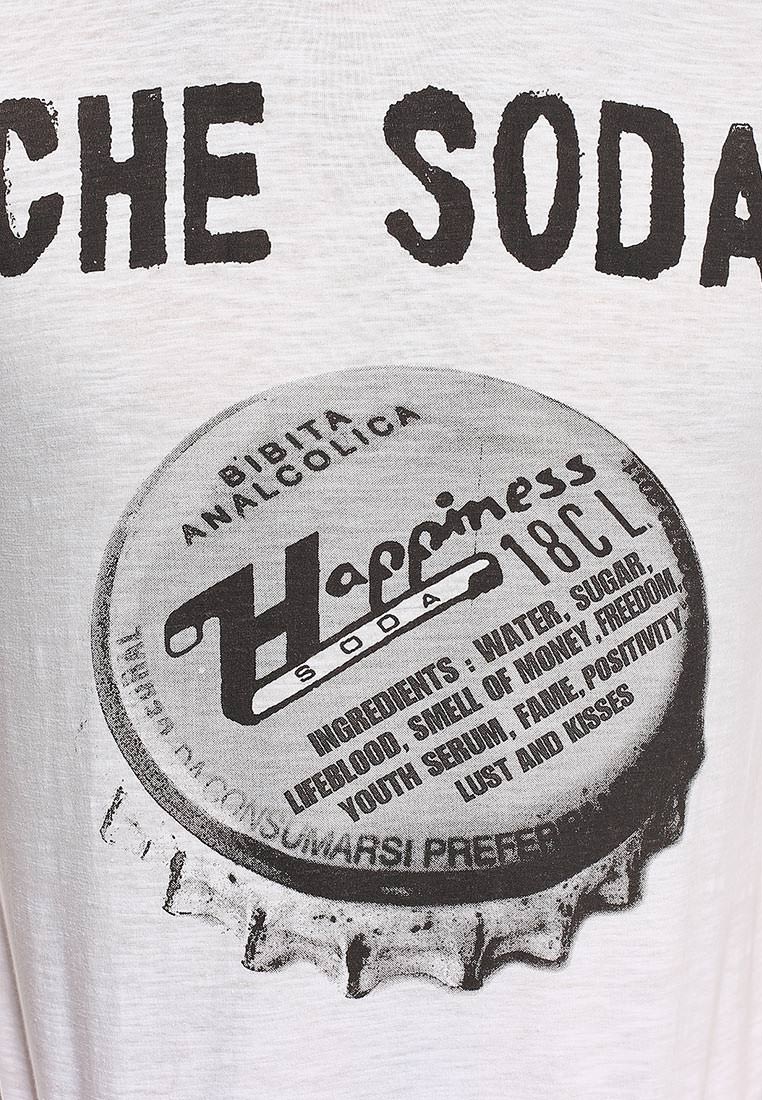 CHE SODA
BIBITA
ANALCOLICA
Happiness
SODA
18CL
INGREDIENTS : WATER, SUGAR,
LIFEBLOOD, SMELL OF MONEY, FREEDOM,
YOUTH SERUM, FAME, POSITIVITY,
LUST AND KISSES
DA CONSUMARSI